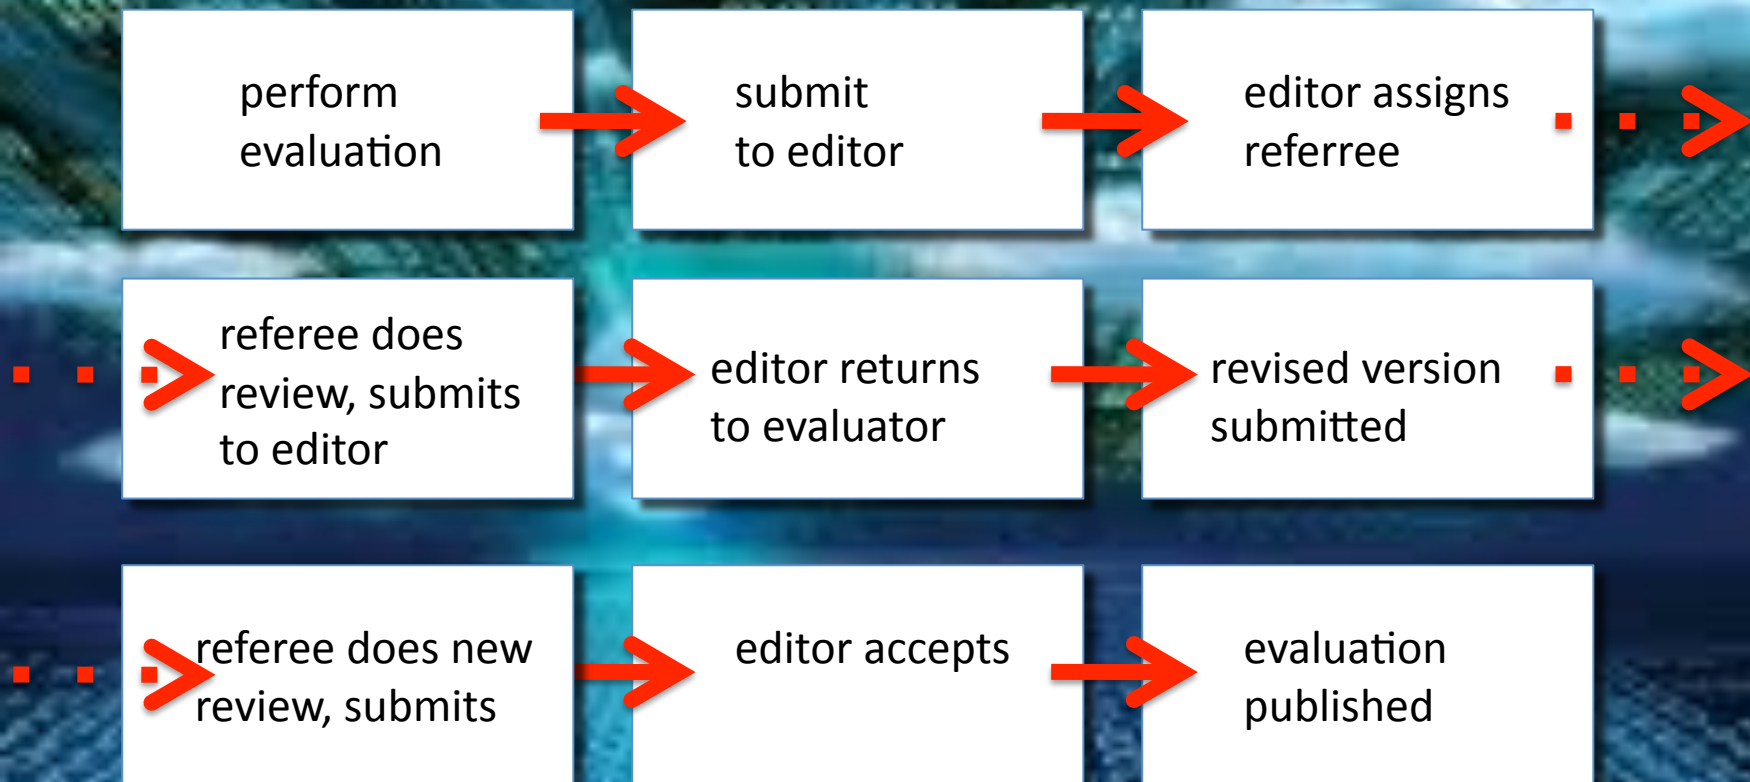 perform
evaluation
submit
to editor
editor assigns
referree
referee does
review, submits
to editor
editor returns
to evaluator
revised version
submitted
referee does new
review, submits
editor accepts
evaluation
published